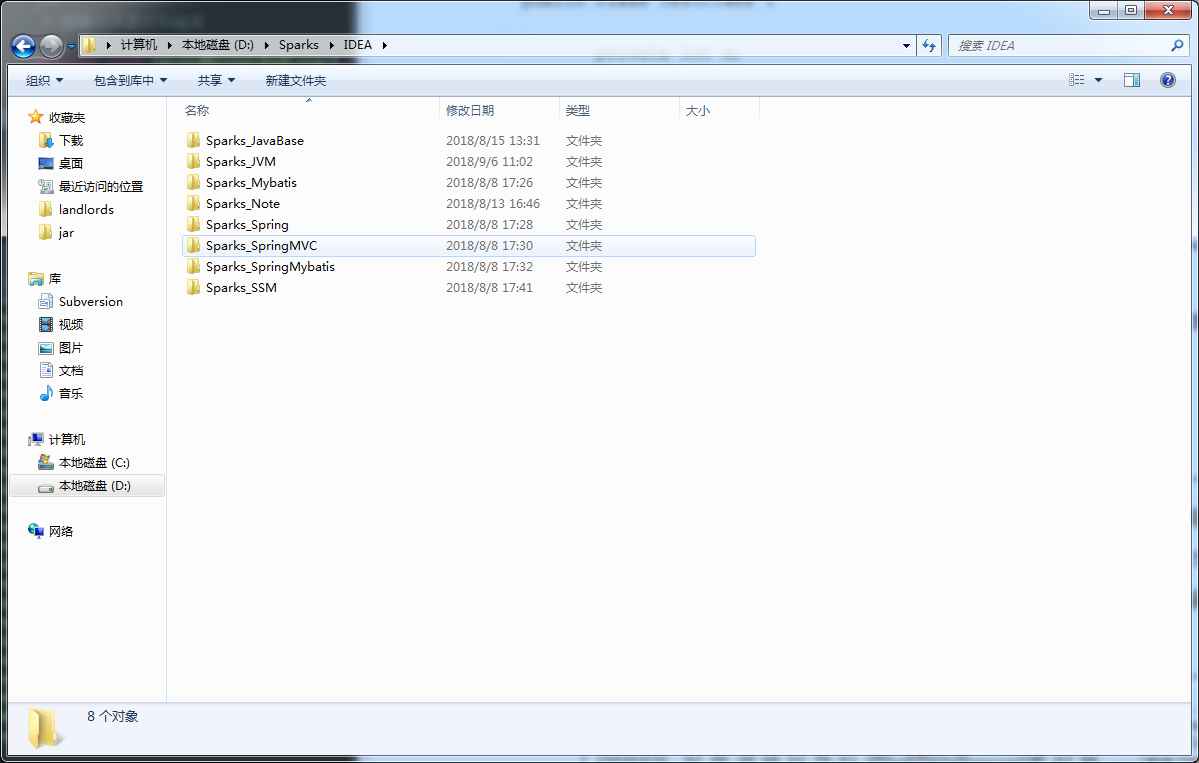 计算机 本地磁盘 (D:) Sparks IDEA
搜索 IDEA
组织 包含到库中 共享 新建文件夹
名称 修改日期 类型 大小
收藏夹
下载
桌面
最近访问的位置
landlords
jar
库
Subversion
视频
图片
文档
音乐
计算机
本地磁盘 (C:)
本地磁盘 (D:)
网络
Sparks_JavaBase 2018/8/15 13:31 文件夹
Sparks_JVM 2018/9/6 11:02 文件夹
Sparks_Mybatis 2018/8/8 17:26 文件夹
Sparks_Note 2018/8/13 16:46 文件夹
Sparks_Spring 2018/8/8 17:28 文件夹
Sparks_SpringMVC 2018/8/8 17:30 文件夹
Sparks_SpringMybatis 2018/8/8 17:32 文件夹
Sparks_SSM 2018/8/8 17:41 文件夹
8 个对象